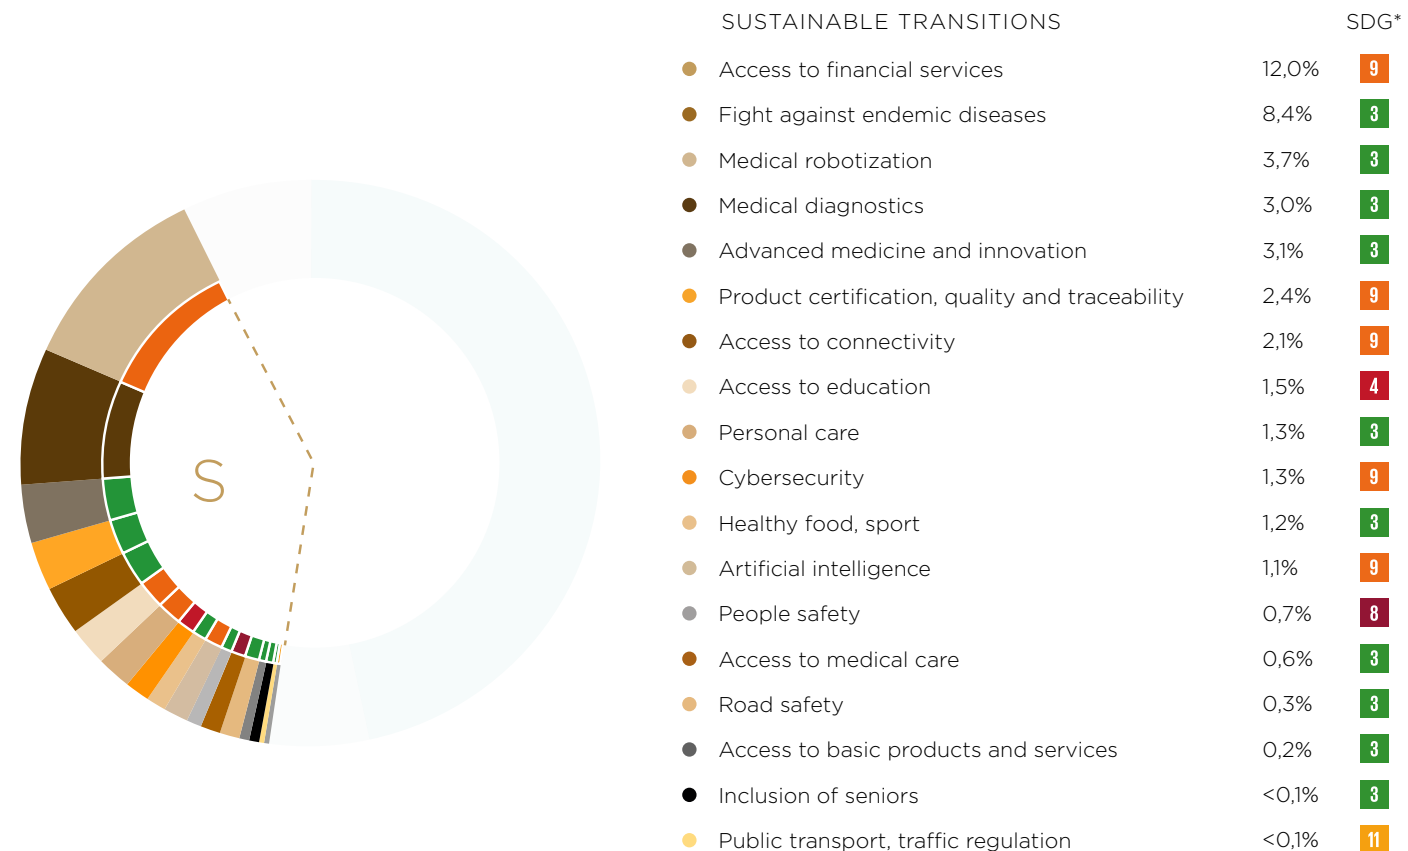 SUSTAINABLE TRANSITIONS SDG*
Access to financial services 12,0% 9
Fight against endemic diseases 8,4% 3
Medical robotization 3,7% 3
Medical diagnostics 3,0% 3
Advanced medicine and innovation 3,1% 3
Product certification, quality and traceability 2,4% 9
Access to connectivity 2,1% 9
Access to education 1,5% 4
Personal care 1,3% 3
Cybersecurity 1,3% 9
Healthy food, sport 1,2% 3
Artificial intelligence 1,1% 9
People safety 0,7% 8
Access to medical care 0,6% 3
Road safety 0,3% 3
Access to basic products and services 0,2% 3
Inclusion of seniors <0,1% 3
Public transport, traffic regulation <0,1% 11
S